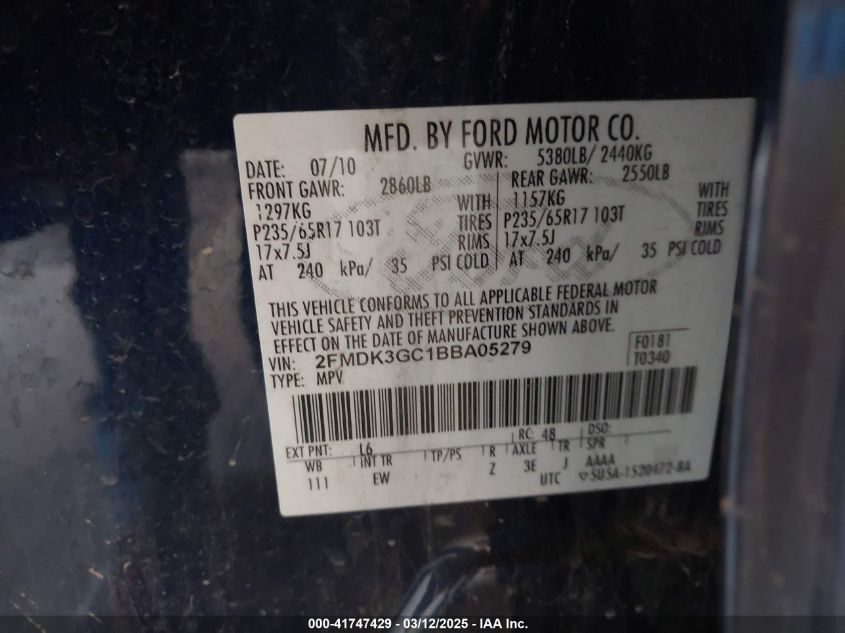 MFD. BY FORD MOTOR CO.
DATE: 07/10 GVWR: 5380LB/ 2440KG
FRONT GAWR: 2860LB REAR GAWR: 2550LB
1297KG WITH 1157KG WITH
P235/65R17 103T TIRES P235/65R17 103T TIRES
17x7.5J RIMS 17x7.5J RIMS
AT 240 kPa/ 35 PSI COLD AT 240 kPa/ 35 PSI COLD
THIS VEHICLE CONFORMS TO ALL APPLICABLE FEDERAL MOTOR
VEHICLE SAFETY AND THEFT PREVENTION STANDARDS IN
EFFECT ON THE DATE OF MANUFACTURE SHOWN ABOVE.
VIN: 2FMDK3GC1BBA05279 F0181
TYPE: MPV T0340
EXT PNT: L6 RC: 48 DSO:
WB INT TR TP/PS R AXLE TR SPR
111 EW Z 3E J AAAA
UTC ▽5U5A-1520472-BA
000-41747429 - 03/12/2025 - IAA Inc.